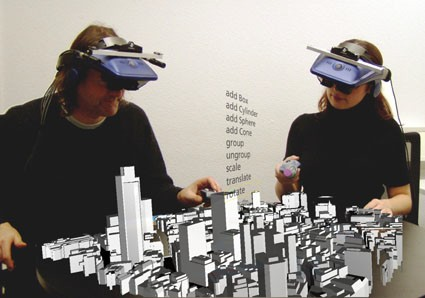 add Box
add Cylinder
add Sphere
add Cone
group
ungroup
scale
translate
rotate